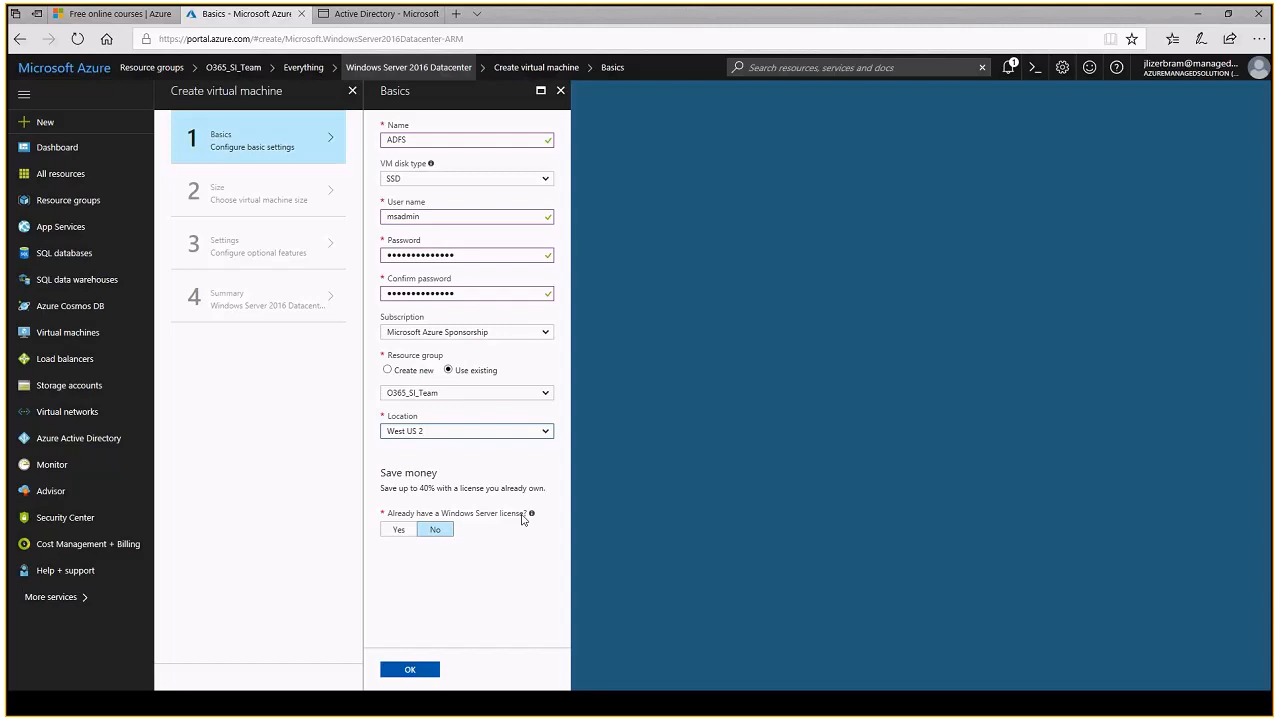 Free online courses | Azure
Basics - Microsoft Azure
Active Directory - Microsoft
https://portal.azure.com/#create/Microsoft.WindowsServer2016Datacenter-ARM
Microsoft Azure
Resource groups
O365_SI_Team
Everything
Windows Server 2016 Datacenter
Create virtual machine
Basics
Search resources, services and docs
1
jlizerbram@managed...
AZUREMANAGEDSOLUTION (...
New
Dashboard
All resources
Resource groups
App Services
SQL databases
SQL data warehouses
Azure Cosmos DB
Virtual machines
Load balancers
Storage accounts
Virtual networks
Azure Active Directory
Monitor
Advisor
Security Center
Cost Management + Billing
Help + support
More services
Create virtual machine
1
Basics
Configure basic settings
2
Size
Choose virtual machine size
3
Settings
Configure optional features
4
Summary
Windows Server 2016 Datacent...
Basics
* Name
ADFS
VM disk type
SSD
* User name
msadmin
* Password
••••••••••••••
* Confirm password
••••••••••••••
Subscription
Microsoft Azure Sponsorship
* Resource group
Create new
Use existing
O365_SI_Team
* Location
West US 2
Save money
Save up to 40% with a license you already own.
* Already have a Windows Server license?
Yes
No
OK